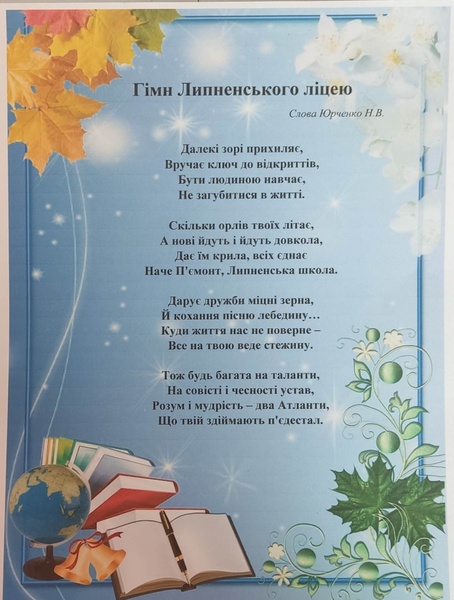 Гімн Липненського ліцею
Слова Юрченко Н.В.
Далекі зорі прихиляє,
Вручає ключ до відкриттів,
Бути людиною навчає,
Не загубитися в житті.
Скільки орлів твоїх літає,
А нові йдуть і йдуть довкола,
Дає їм крила, всіх єднає
Наче П'ємонт, Липненська школа.
Дарує дружби міцні зерна,
Й кохання пісню лебедину…
Куди життя нас не поверне –
Все на твою веде стежину.
Тож будь багата на таланти,
На совісті і чесності устав,
Розум і мудрість – два Атланти,
Що твій здіймають п'єдестал.